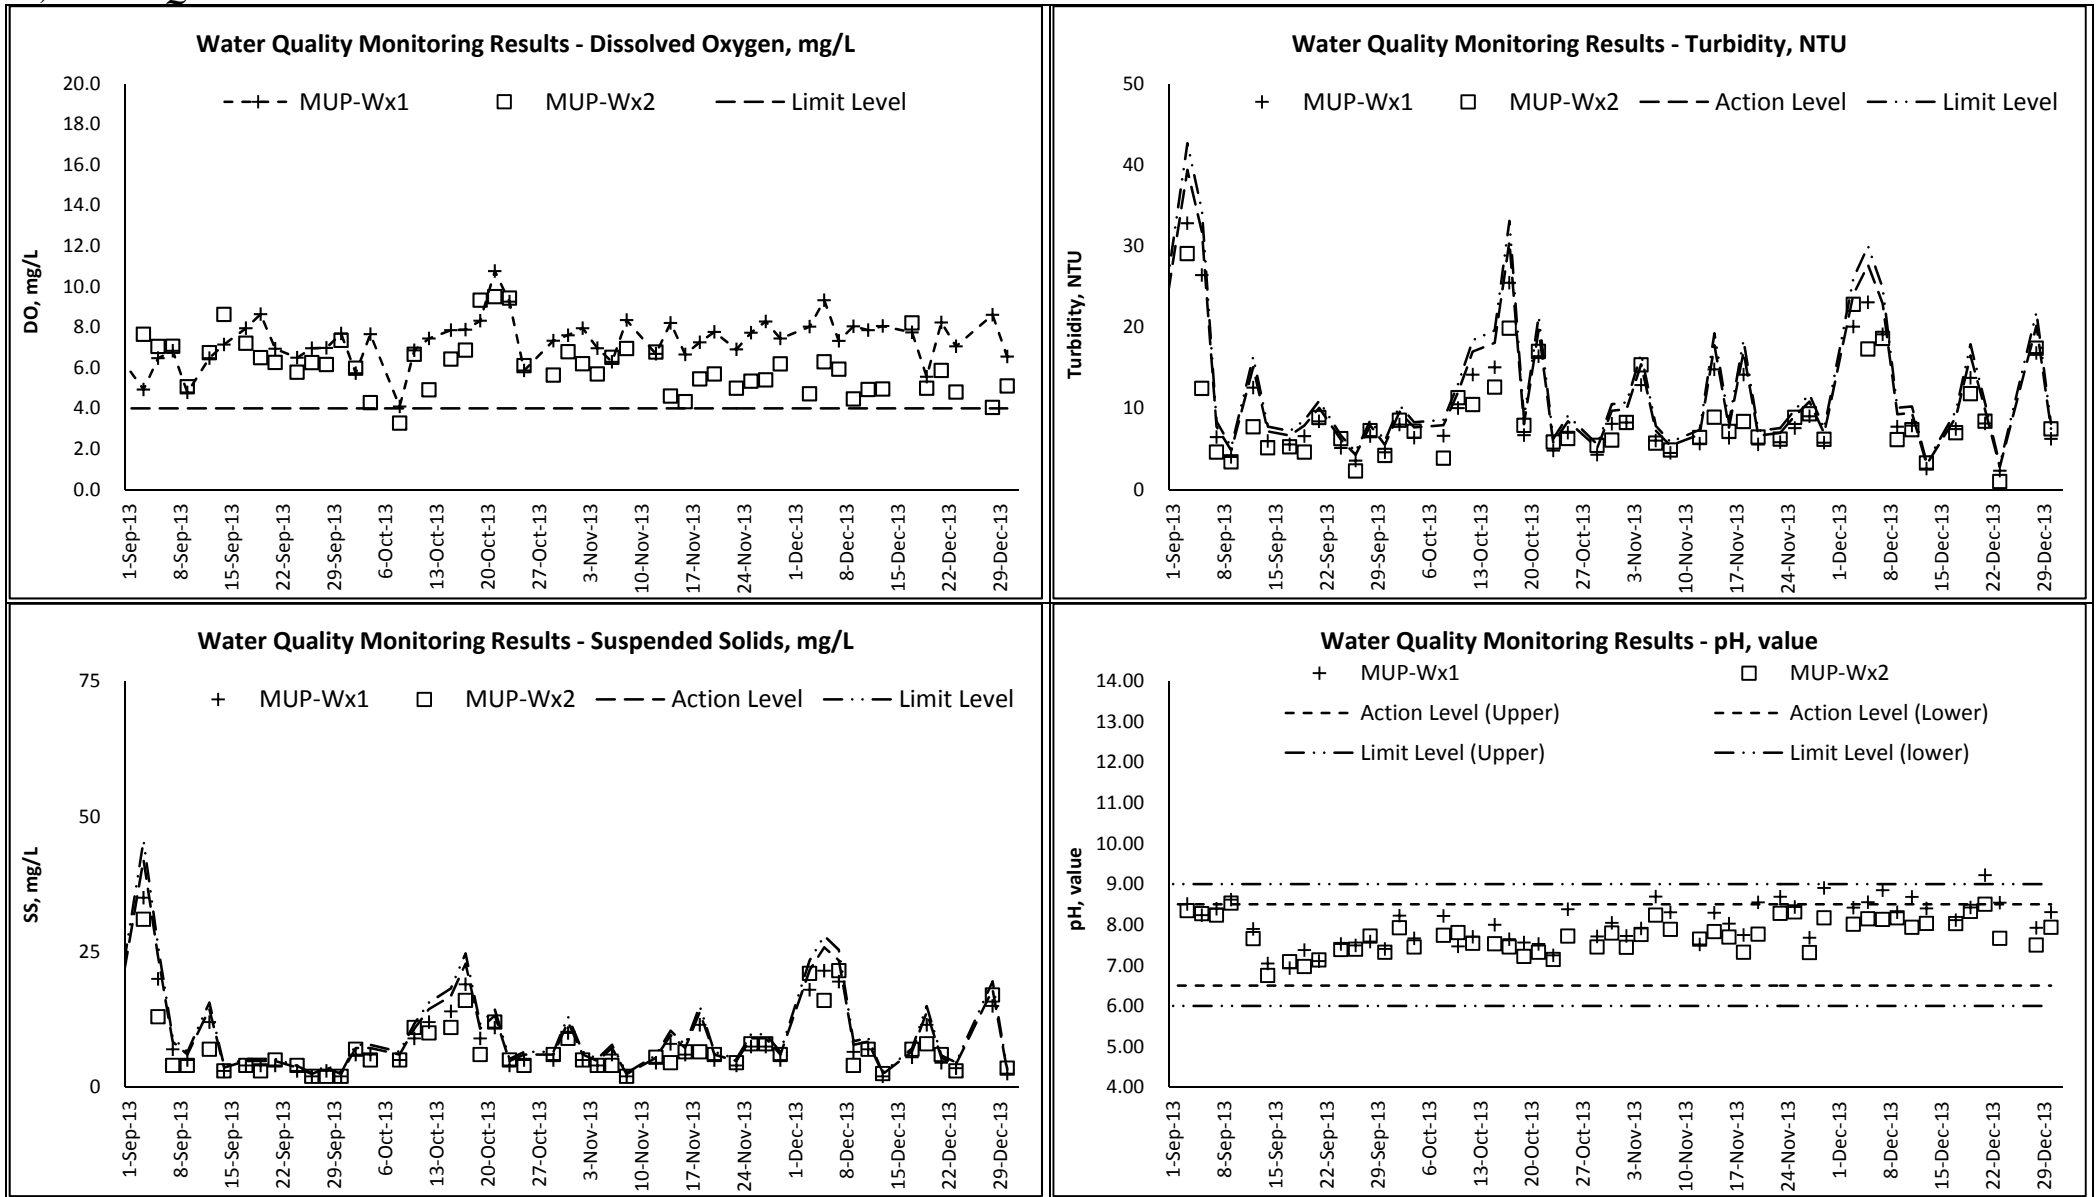 Water Quality Monitoring Results - Dissolved Oxygen, mg/L
MUP-Wx1 MUP-Wx2 Limit Level
DO, mg/L
20.0
18.0
16.0
14.0
12.0
10.0
8.0
6.0
4.0
2.0
0.0
1-Sep-13
8-Sep-13
15-Sep-13
22-Sep-13
29-Sep-13
6-Oct-13
13-Oct-13
20-Oct-13
27-Oct-13
3-Nov-13
10-Nov-13
17-Nov-13
24-Nov-13
1-Dec-13
8-Dec-13
15-Dec-13
22-Dec-13
29-Dec-13
Water Quality Monitoring Results - Turbidity, NTU
MUP-Wx1 MUP-Wx2 Action Level Limit Level
Turbidity, NTU
50
40
30
20
10
0
1-Sep-13
8-Sep-13
15-Sep-13
22-Sep-13
29-Sep-13
6-Oct-13
13-Oct-13
20-Oct-13
27-Oct-13
3-Nov-13
10-Nov-13
17-Nov-13
24-Nov-13
1-Dec-13
8-Dec-13
15-Dec-13
22-Dec-13
29-Dec-13
Water Quality Monitoring Results - Suspended Solids, mg/L
MUP-Wx1 MUP-Wx2 Action Level Limit Level
SS, mg/L
75
50
25
0
1-Sep-13
8-Sep-13
15-Sep-13
22-Sep-13
29-Sep-13
6-Oct-13
13-Oct-13
20-Oct-13
27-Oct-13
3-Nov-13
10-Nov-13
17-Nov-13
24-Nov-13
1-Dec-13
8-Dec-13
15-Dec-13
22-Dec-13
29-Dec-13
Water Quality Monitoring Results - pH, value
MUP-Wx1 MUP-Wx2
Action Level (Upper) Action Level (Lower)
Limit Level (Upper) Limit Level (lower)
pH, value
14.00
13.00
12.00
11.00
10.00
9.00
8.00
7.00
6.00
5.00
4.00
1-Sep-13
8-Sep-13
15-Sep-13
22-Sep-13
29-Sep-13
6-Oct-13
13-Oct-13
20-Oct-13
27-Oct-13
3-Nov-13
10-Nov-13
17-Nov-13
24-Nov-13
1-Dec-13
8-Dec-13
15-Dec-13
22-Dec-13
29-Dec-13